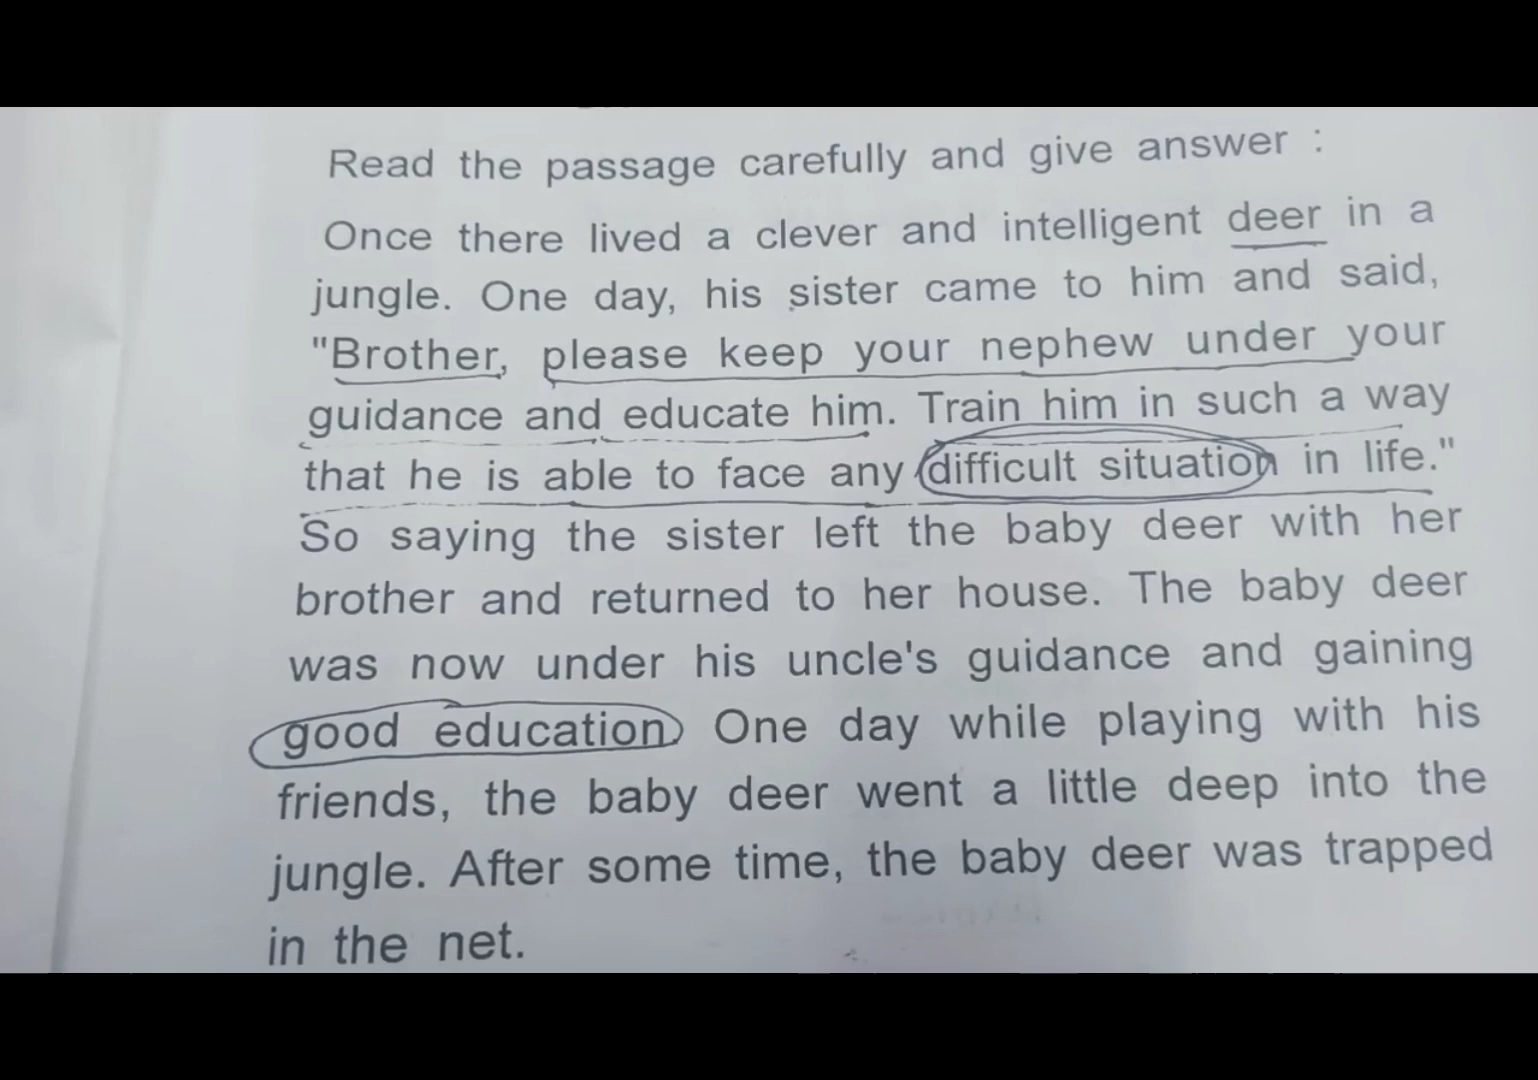 Read the passage carefully and give answer :
Once there lived a clever and intelligent deer in a
jungle. One day, his sister came to him and said,
"Brother, please keep your nephew under your
guidance and educate him. Train him in such a way
that he is able to face any difficult situation in life."
So saying the sister left the baby deer with her
brother and returned to her house. The baby deer
was now under his uncle's guidance and gaining
good education One day while playing with his
friends, the baby deer went a little deep into the
jungle. After some time, the baby deer was trapped
in the net.